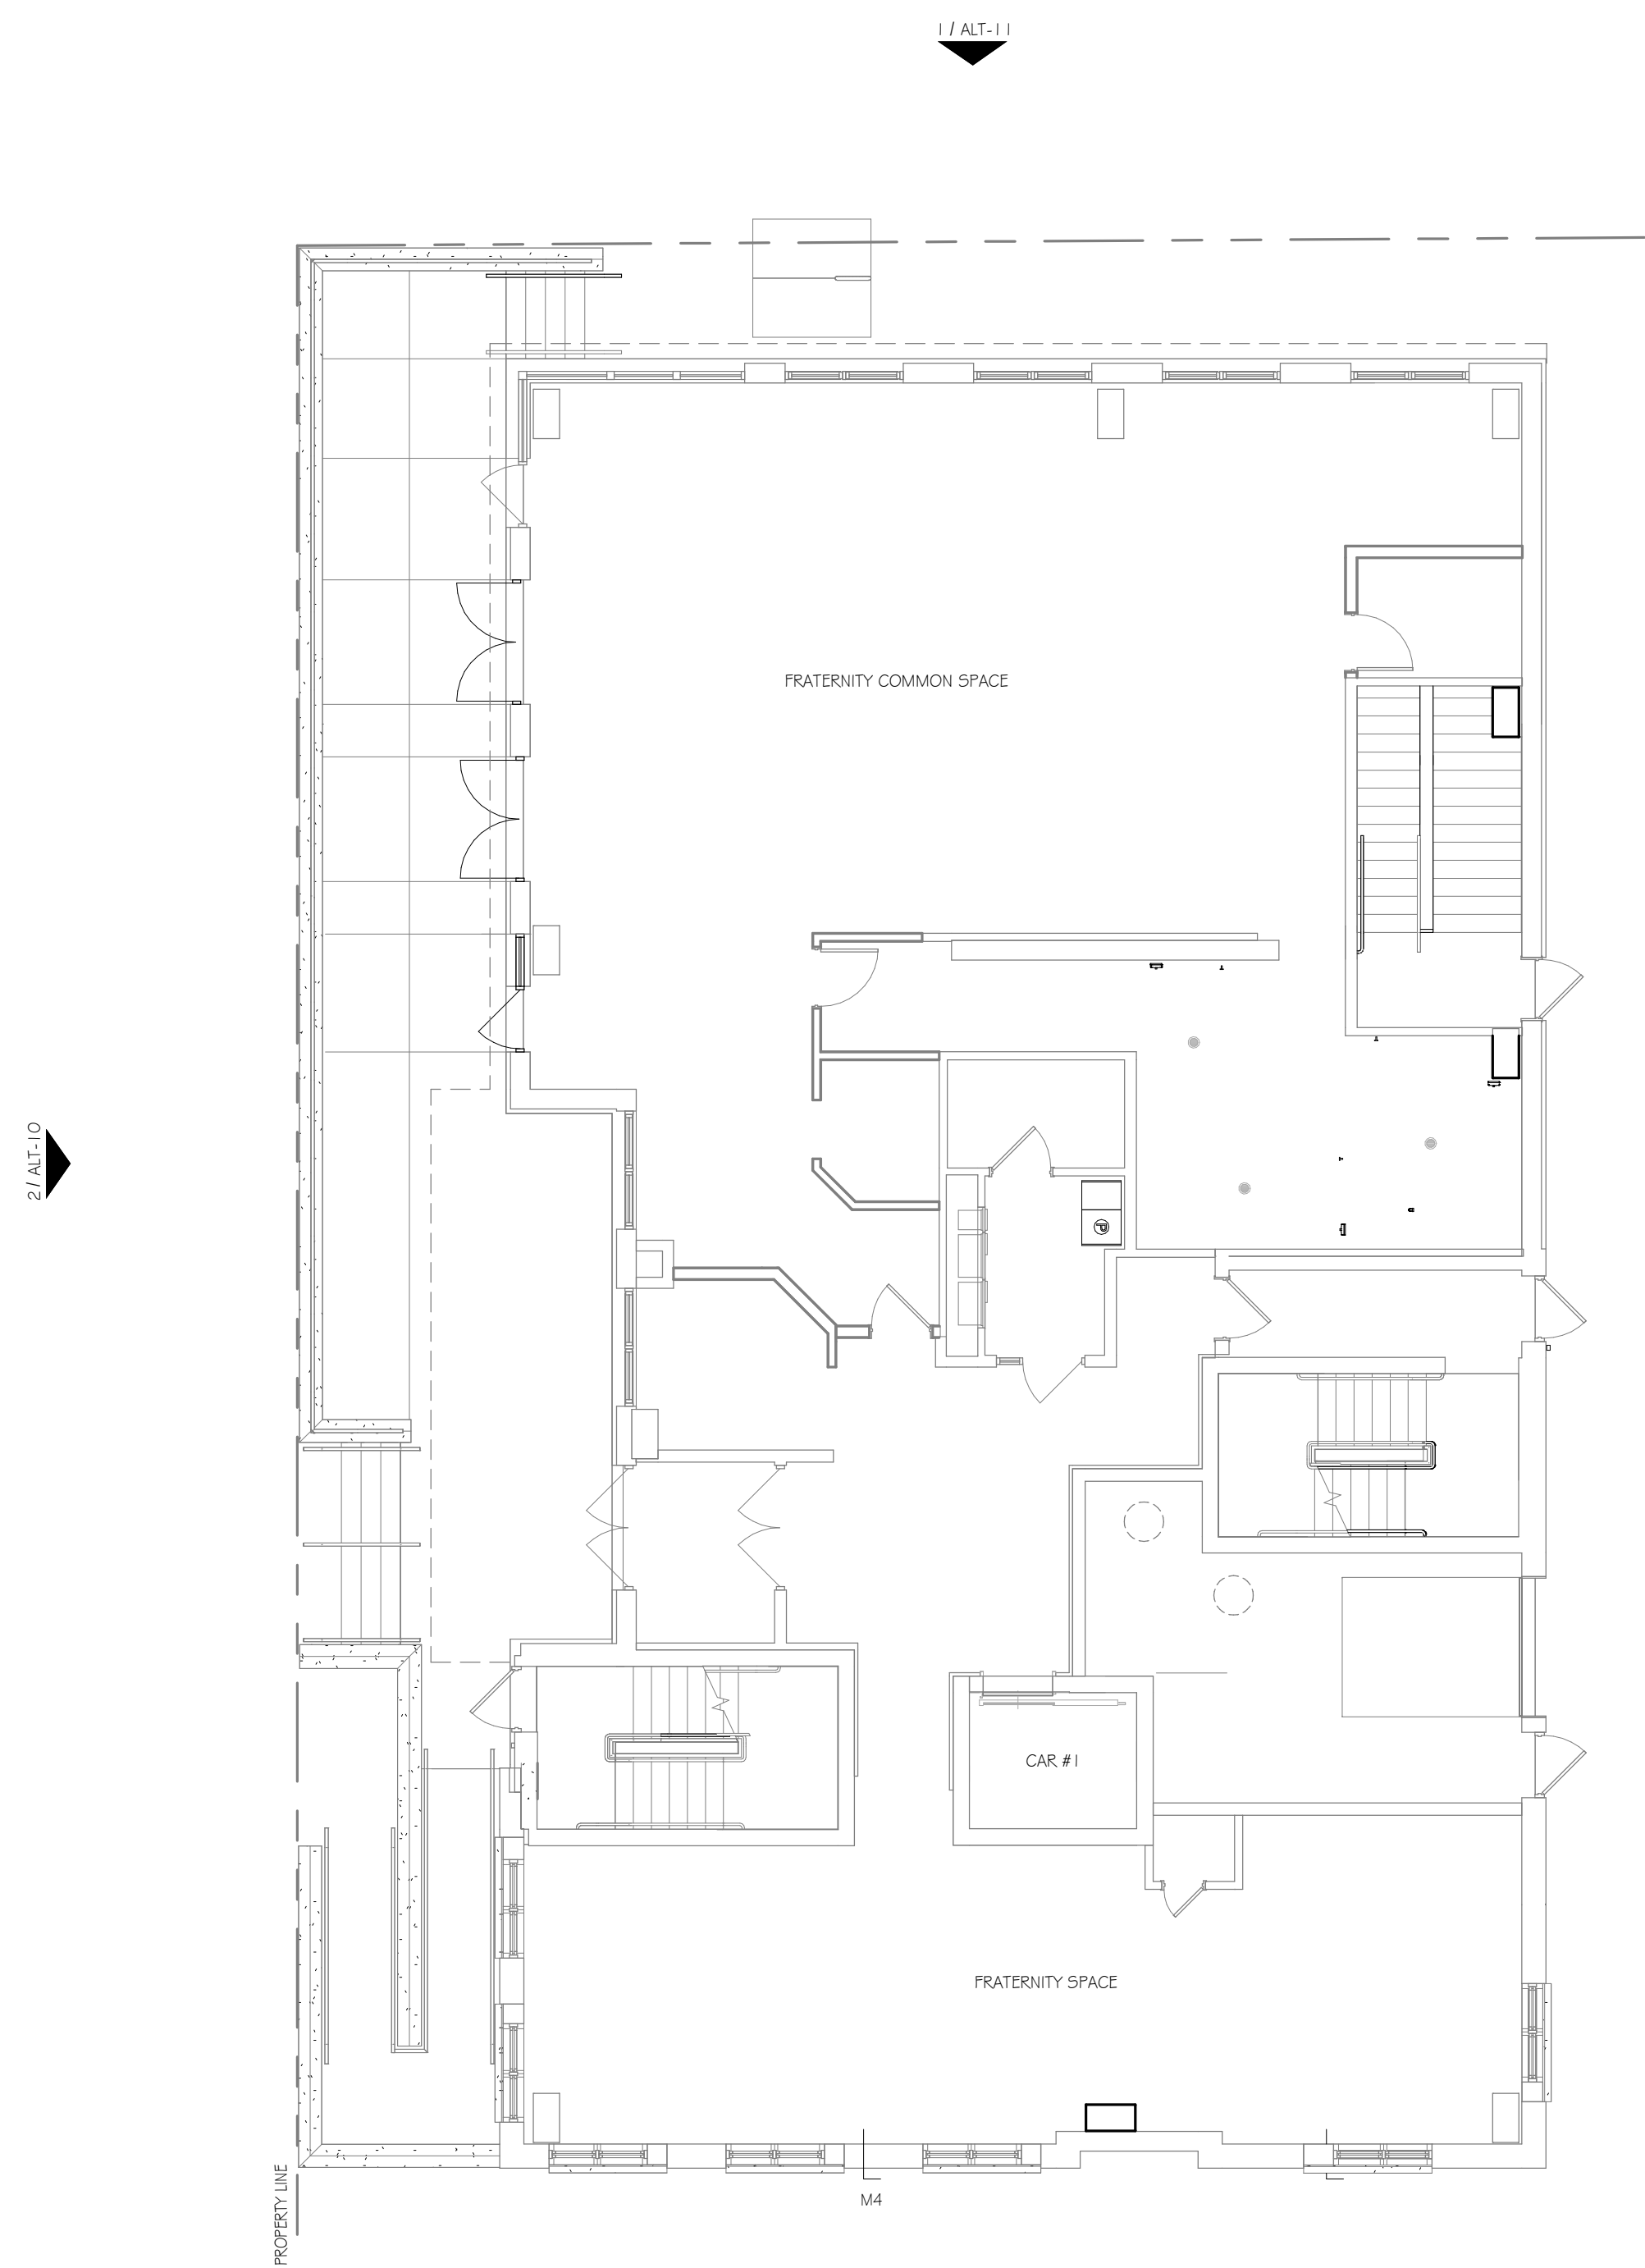 1 / ALT-11
FRATERNITY COMMON SPACE
2 / ALT-10
CAR #1
FRATERNITY SPACE
PROPERTY LINE
M4